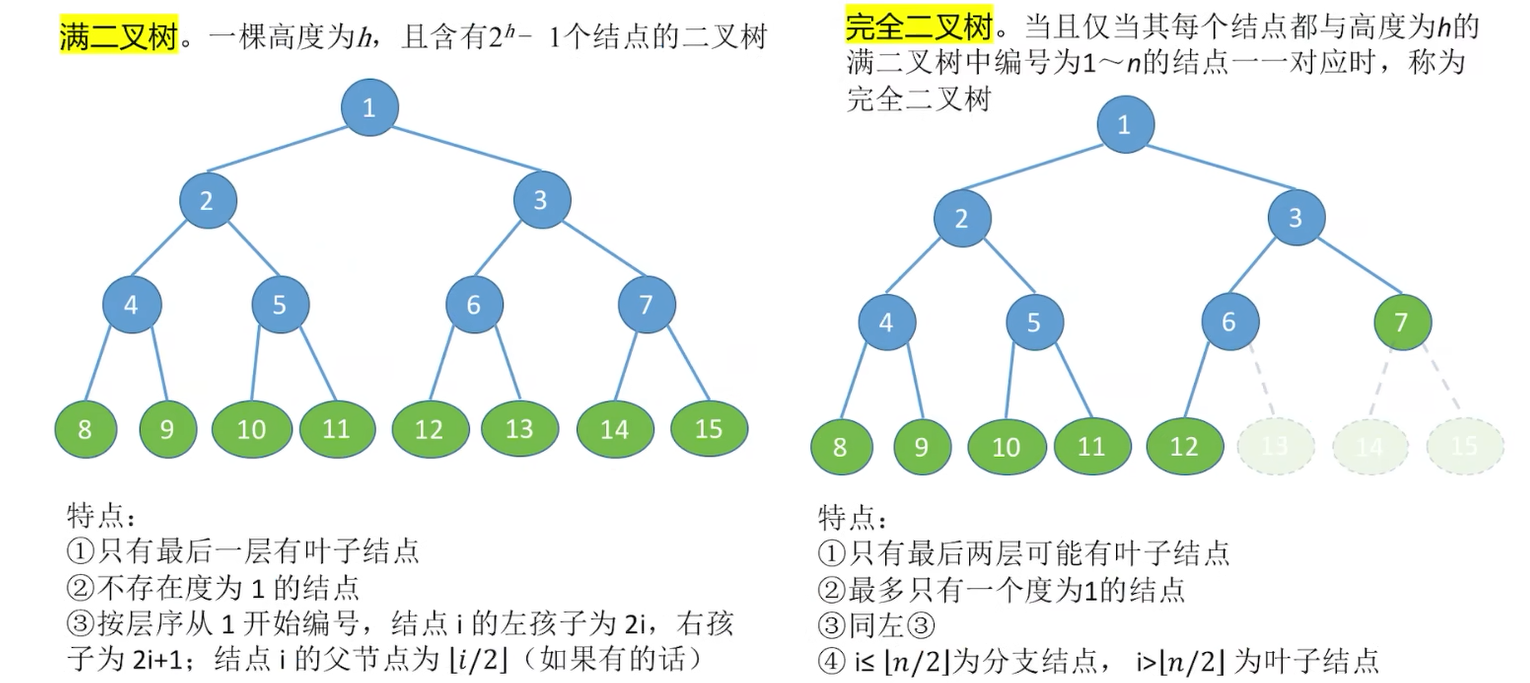 满二叉树。一棵高度为h，且含有2ʰ− 1个结点的二叉树
1
2
3
4
5
6
7
8
9
10
11
12
13
14
15
特点：
①只有最后一层有叶子结点
②不存在度为 1 的结点
③按层序从 1 开始编号，结点 i 的左孩子为 2i，右孩
子为 2i+1；结点 i 的父节点为 ⌊i/2⌋（如果有的话）
完全二叉树。当且仅当其每个结点都与高度为h的
满二叉树中编号为1～n的结点一一对应时，称为
完全二叉树
1
2
3
4
5
6
7
8
9
10
11
12
13
14
15
特点：
①只有最后两层可能有叶子结点
②最多只有一个度为1的结点
③同左③
④ i≤ ⌊n/2⌋为分支结点， i>⌊n/2⌋ 为叶子结点